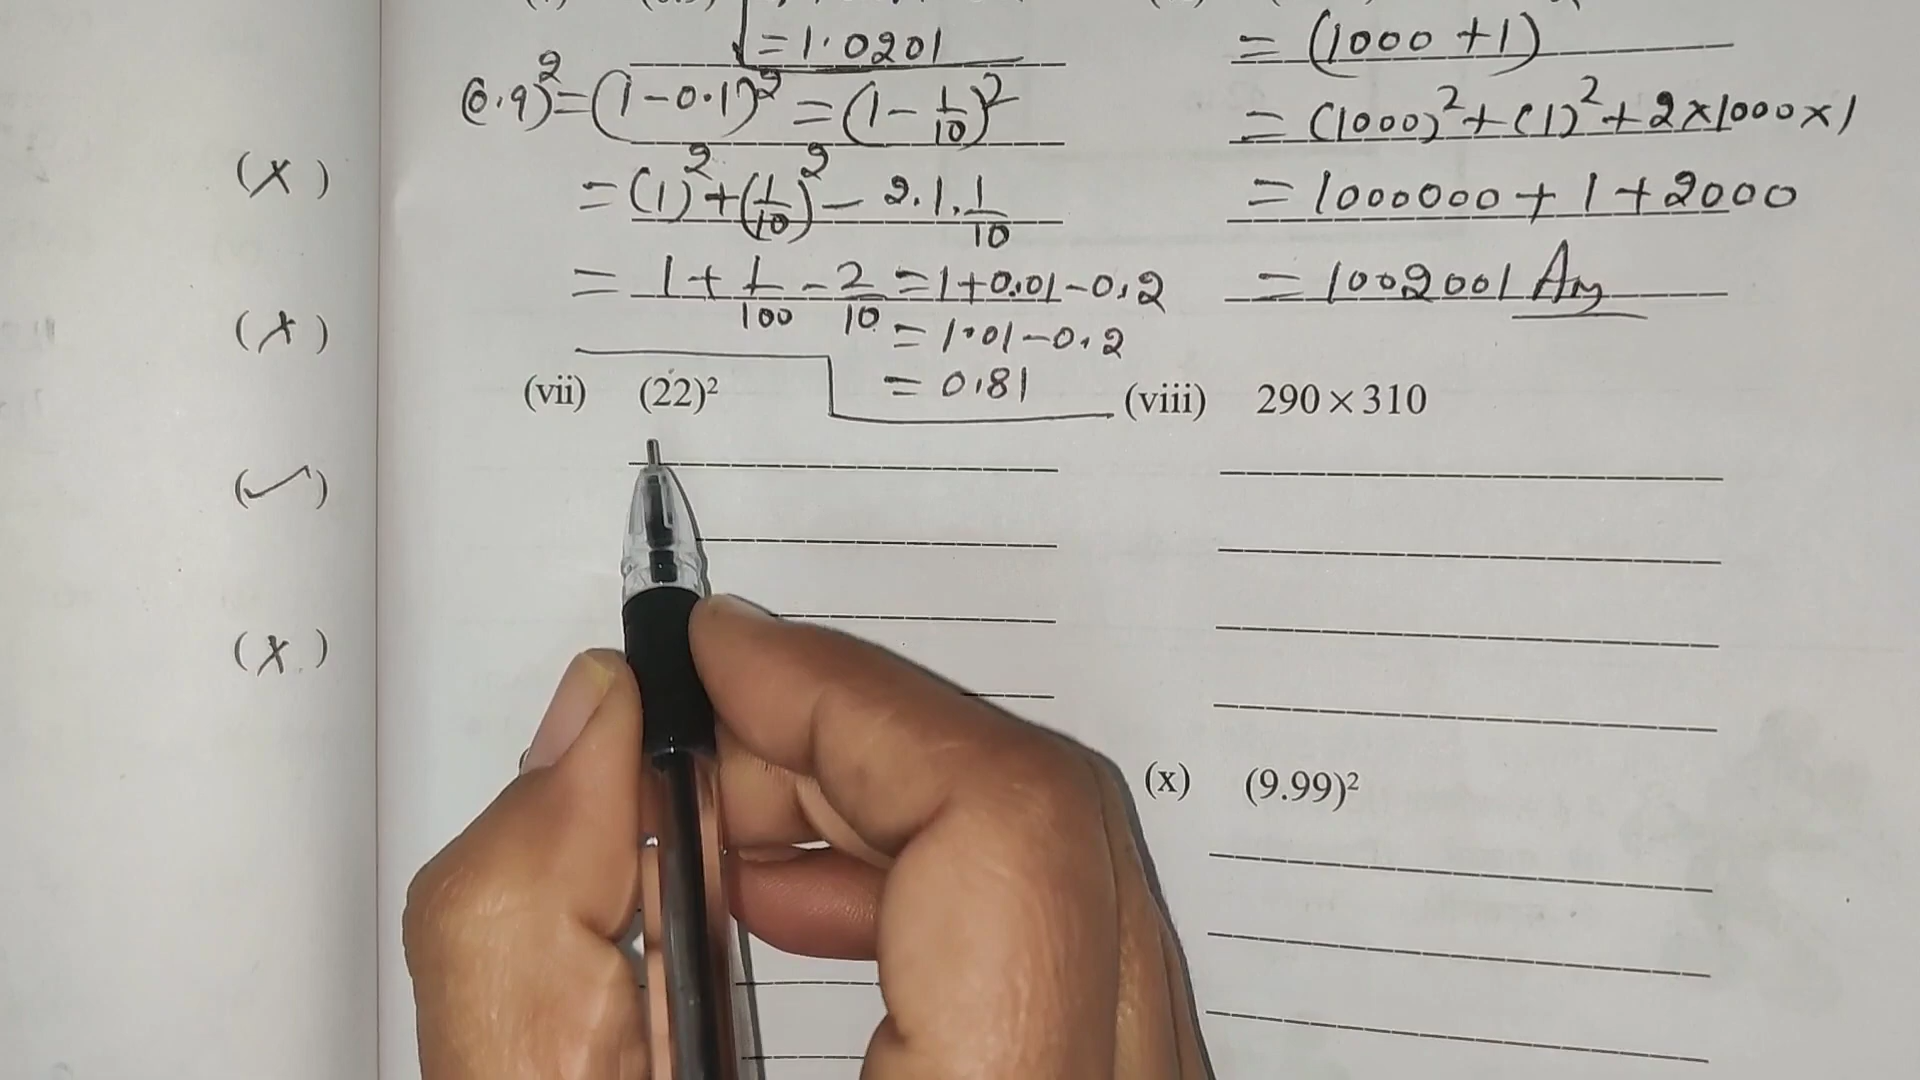 = 1.0201
(0.9)² = (1 - 0.1)² = (1 - 1/10)²
= (1)² + (1/10)² - 2.1.1/10
= 1 + 1/100 - 2/10 = 1 + 0.01 - 0.2
= 1.01 - 0.2
= 0.81
= (1000 + 1)
= (1000)² + (1)² + 2 × 1000 × 1
= 1000000 + 1 + 2000
= 1002001 Ans
(x)
(x)
(✓)
(x)
(vii) (22)²
(viii) 290 × 310
(x) (9.99)²